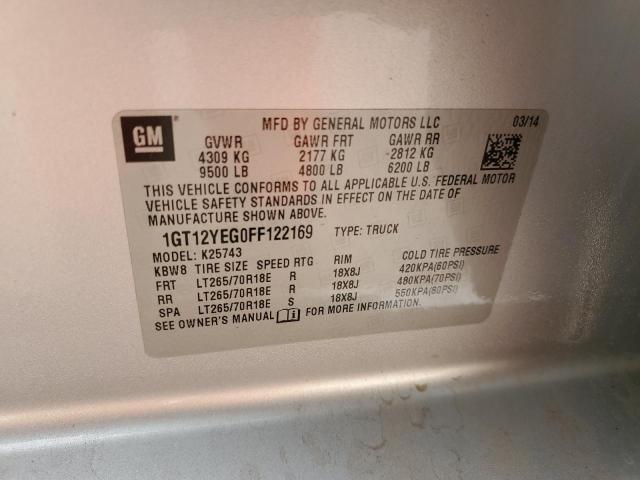 GM
MFD BY GENERAL MOTORS LLC 03/14
GVWR GAWR FRT GAWR RR
4309 KG 2177 KG -2812 KG
9500 LB 4800 LB 6200 LB
THIS VEHICLE CONFORMS TO ALL APPLICABLE U.S. FEDERAL MOTOR
VEHICLE SAFETY STANDARDS IN EFFECT ON THE DATE OF
MANUFACTURE SHOWN ABOVE.
1GT12YEG0FF122169 TYPE: TRUCK
MODEL: K25743
KBW8 TIRE SIZE SPEED RTG RIM COLD TIRE PRESSURE
FRT LT265/70R18E R 18X8J 420KPA(60PSI)
RR LT265/70R18E R 18X8J 480KPA(70PSI)
SPA LT265/70R18E S 18X8J 550KPA(80PSI)
SEE OWNER'S MANUAL FOR MORE INFORMATION.